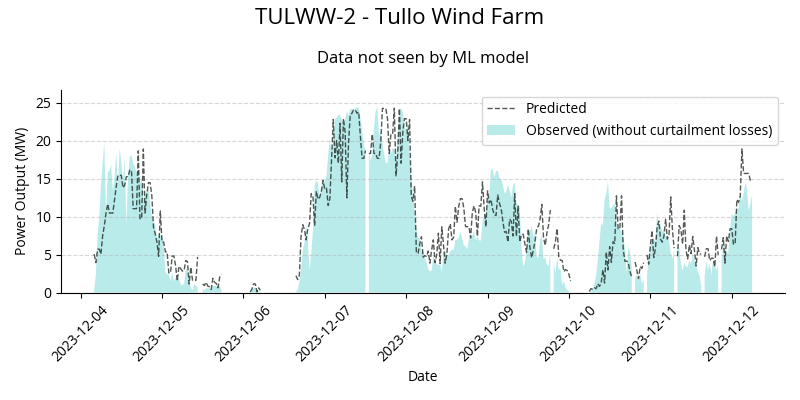 TULWW-2 - Tullo Wind Farm
Data not seen by ML model
Power Output (MW)
25
20
15
10
5
0
Predicted
Observed (without curtailment losses)
2023-12-04
2023-12-05
2023-12-06
2023-12-07
2023-12-08
2023-12-09
2023-12-10
2023-12-11
2023-12-12
Date